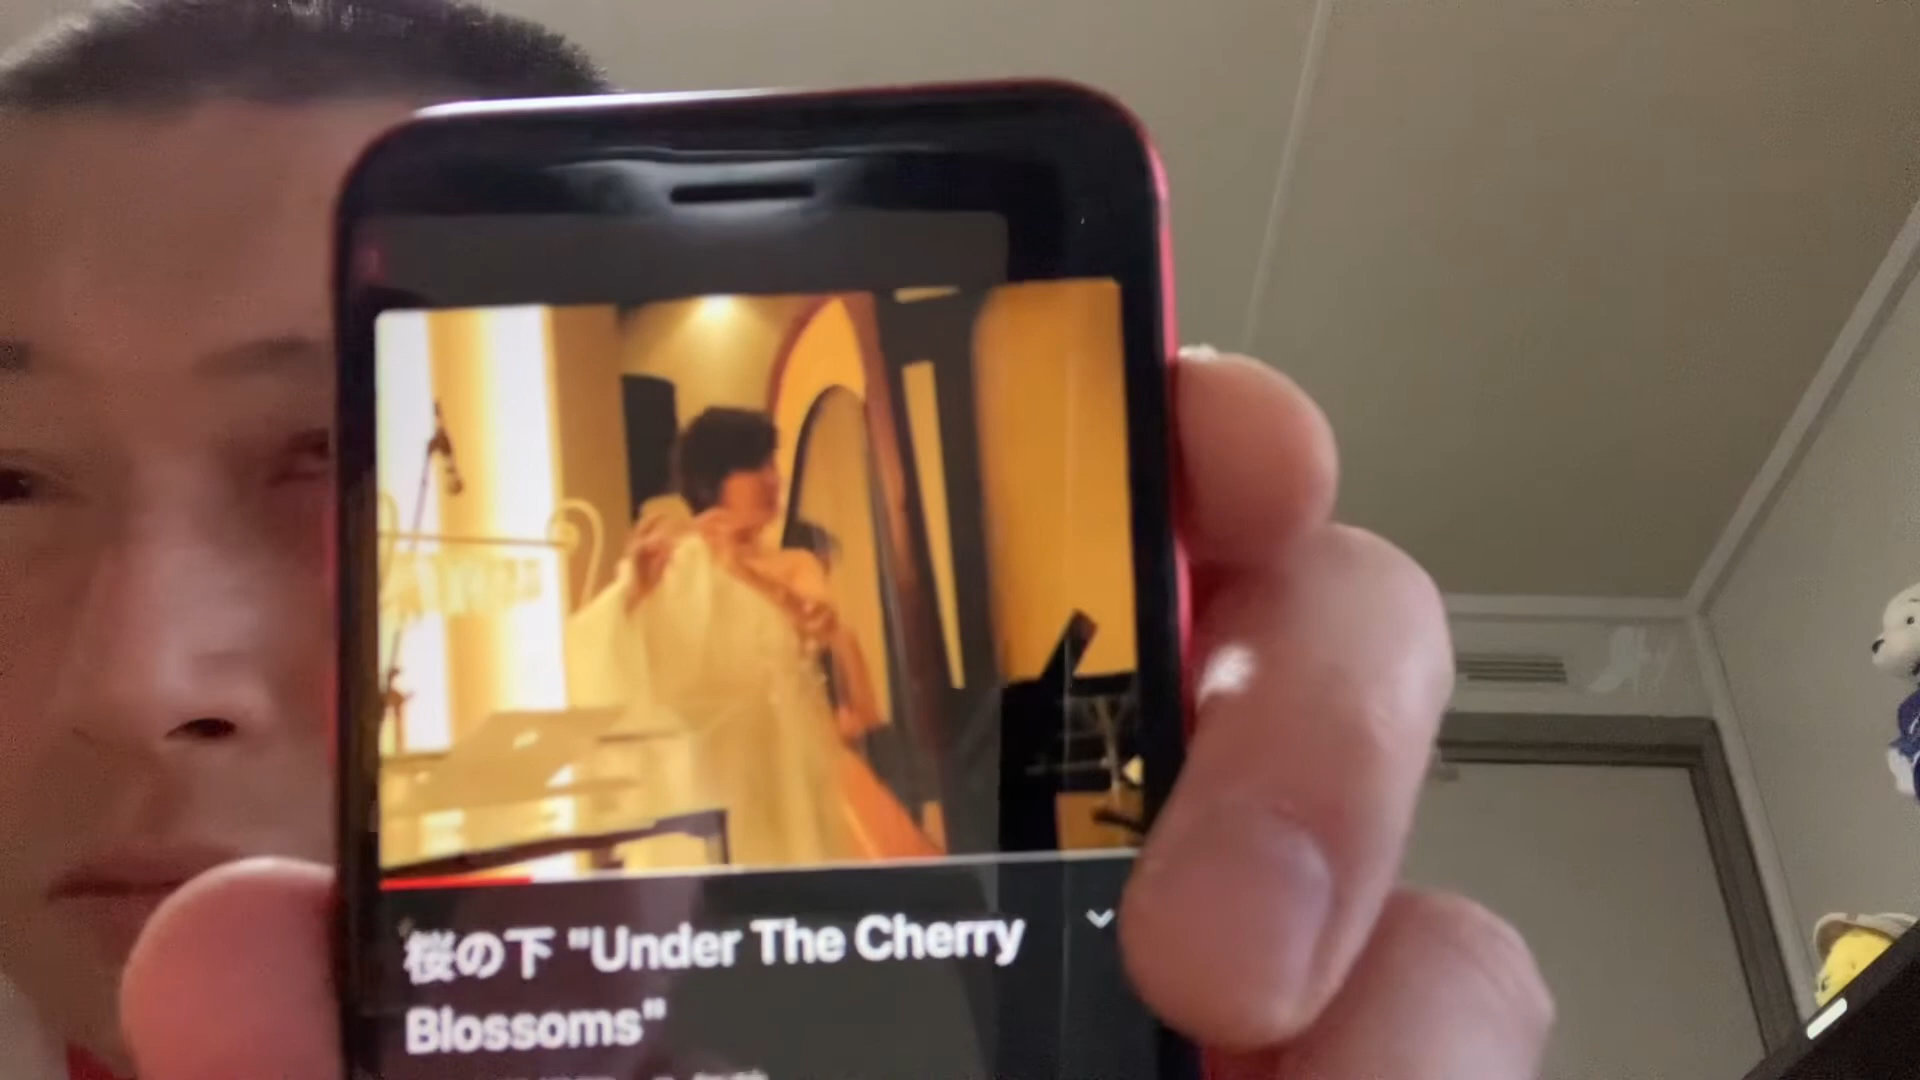 桜の下 "Under The Cherry
Blossoms"